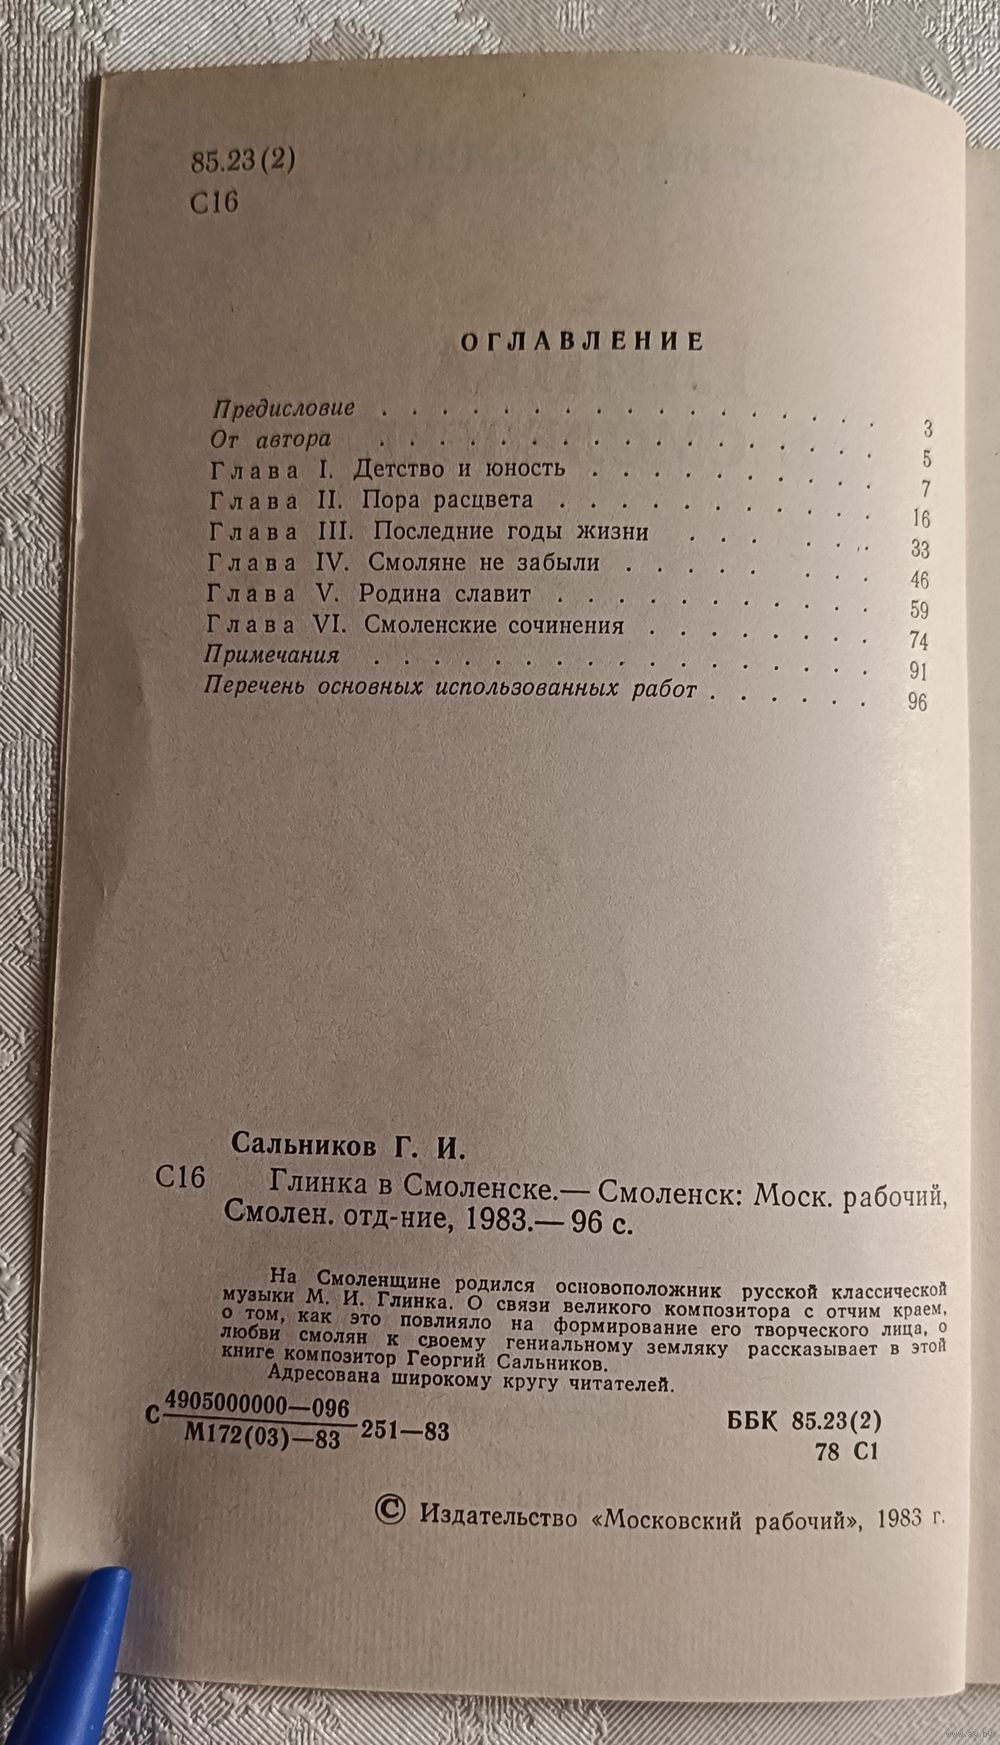 85.23(2)
С16
ОГЛАВЛЕНИЕ
Предисловие . . . . . . . . . . . . . . . . . 3
От автора . . . . . . . . . . . . . . . . . 5
Глава I. Детство и юность . . . . . . . . . . 7
Глава II. Пора расцвета . . . . . . . . . . . 16
Глава III. Последние годы жизни . . . . . . 33
Глава IV. Смоляне не забыли . . . . . . . . 46
Глава V. Родина славит . . . . . . . . . . . 59
Глава VI. Смоленские сочинения . . . . . . . . 74
Примечания . . . . . . . . . . . . . . . . . 91
Перечень основных использованных работ . . . . . . 96
Сальников Г. И.
С16 Глинка в Смоленске.— Смоленск: Моск. рабочий,
Смолен. отд-ние, 1983.— 96 с.
На Смоленщине родился основоположник русской классической
музыки М. И. Глинка. О связи великого композитора с отчим краем,
о том, как это повлияло на формирование его творческого лица, о
любви смолян к своему гениальному земляку рассказывает в этой
книге композитор Георгий Сальников.
Адресована широкому кругу читателей.
С 4905000000—096
М172(03)—83 251—83
ББК 85.23(2)
78 С1
© Издательство «Московский рабочий», 1983 г.
www.ay.by